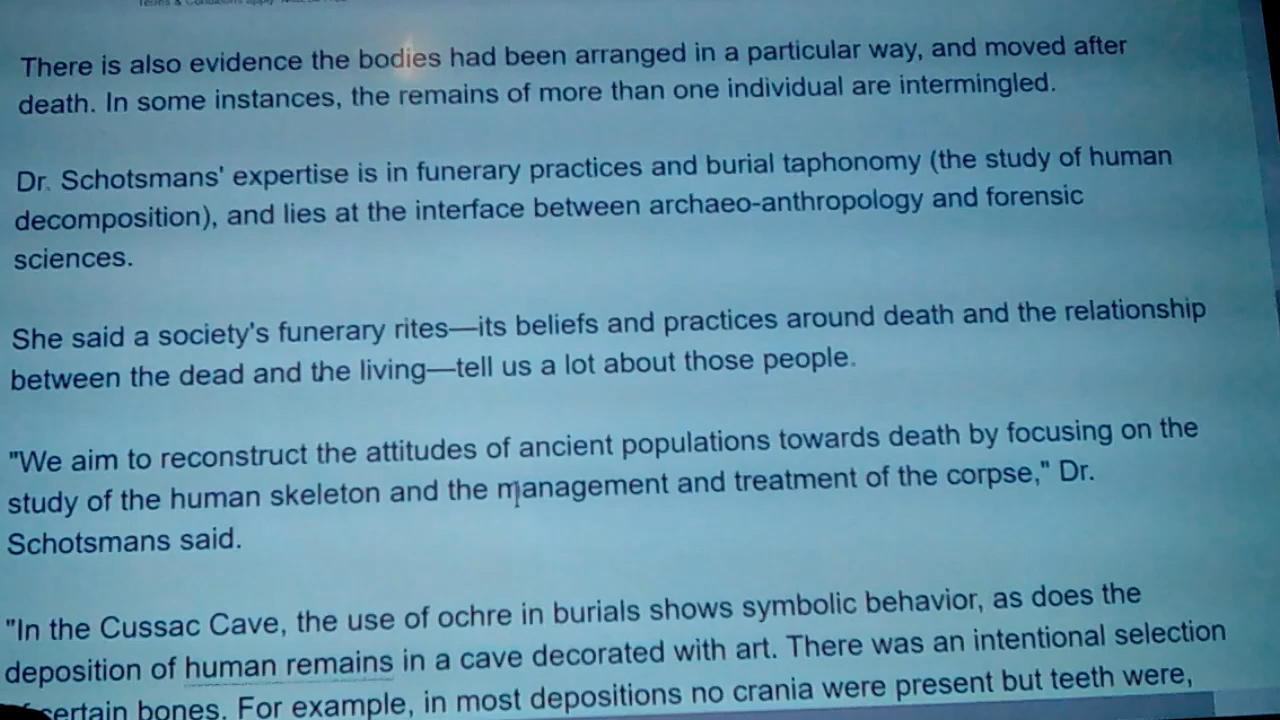 There is also evidence the bodies had been arranged in a particular way, and moved after
death. In some instances, the remains of more than one individual are intermingled.
Dr. Schotsmans' expertise is in funerary practices and burial taphonomy (the study of human
decomposition), and lies at the interface between archaeo-anthropology and forensic
sciences.
She said a society's funerary rites—its beliefs and practices around death and the relationship
between the dead and the living—tell us a lot about those people.
"We aim to reconstruct the attitudes of ancient populations towards death by focusing on the
study of the human skeleton and the management and treatment of the corpse," Dr.
Schotsmans said.
"In the Cussac Cave, the use of ochre in burials shows symbolic behavior, as does the
deposition of human remains in a cave decorated with art. There was an intentional selection
certain bones. For example, in most depositions no crania were present but teeth were,